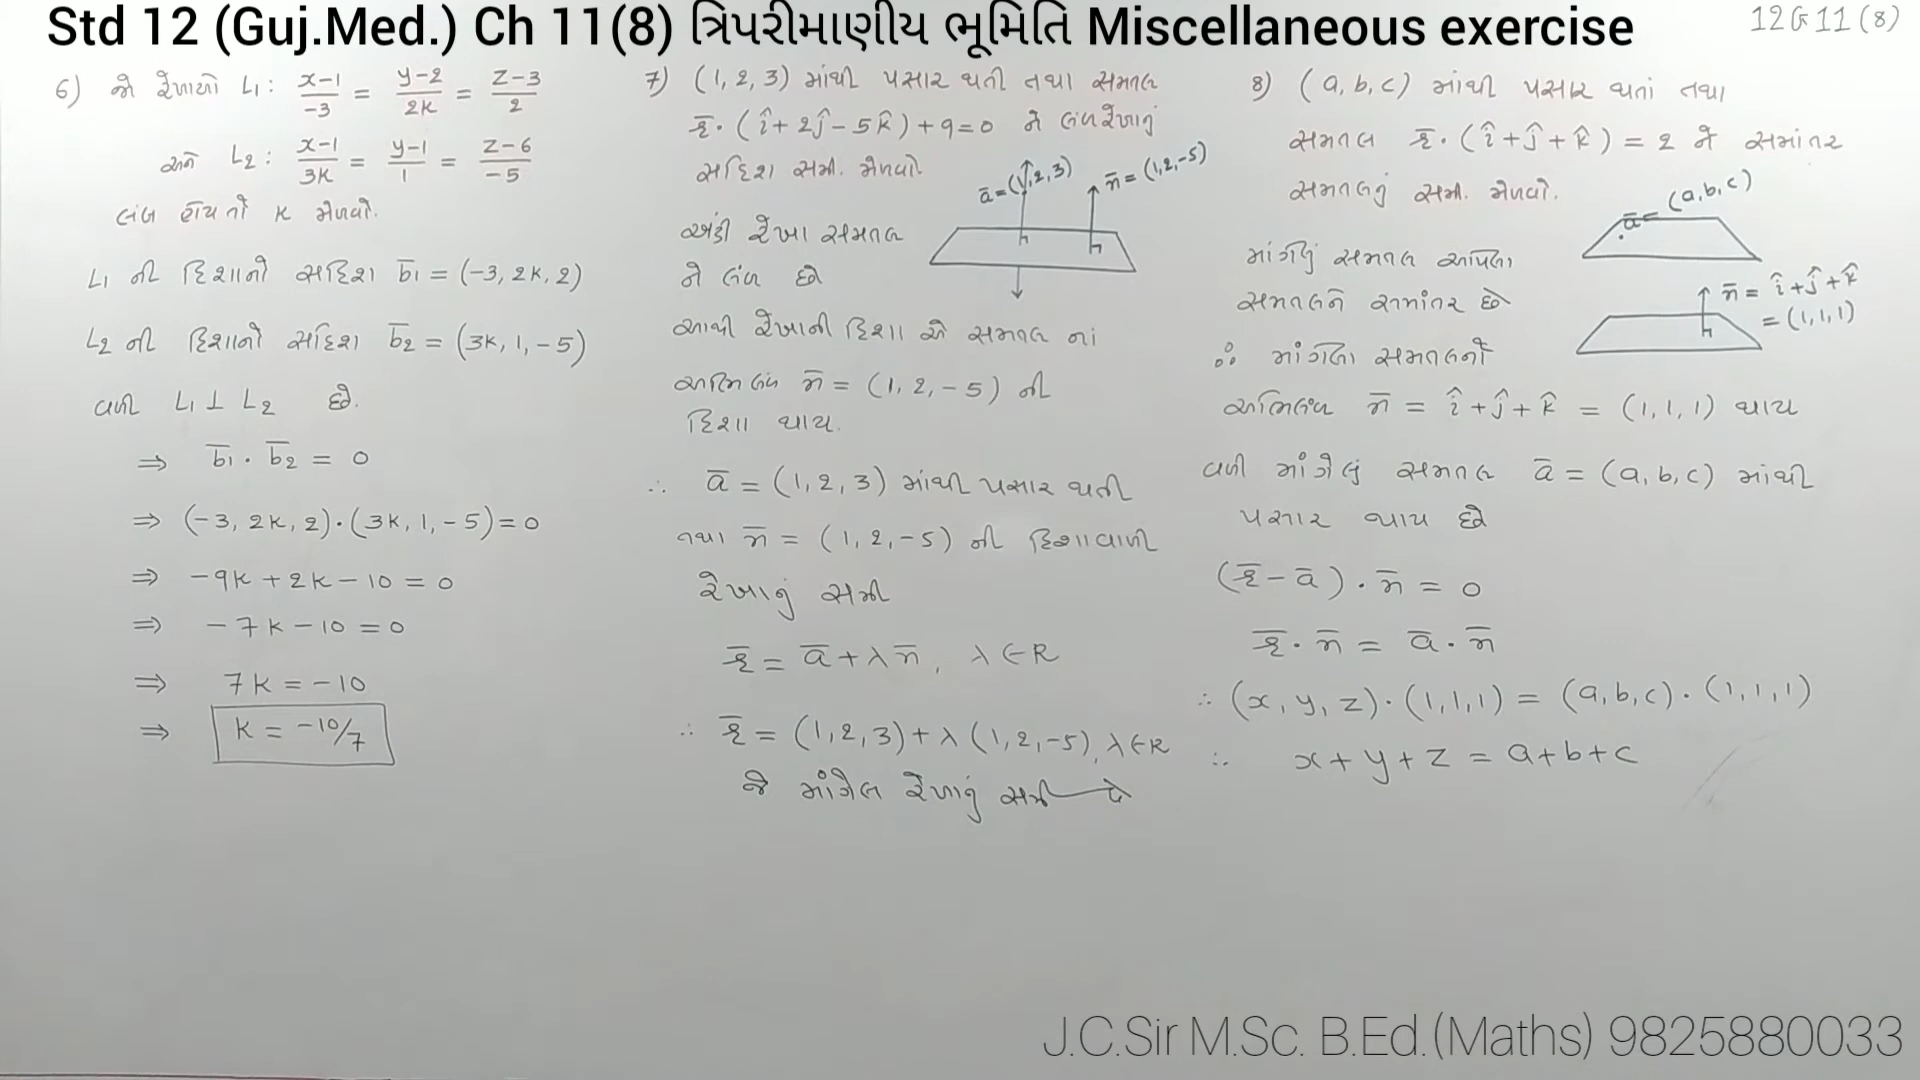 Std 12 (Guj.Med.) Ch 11(8) ત્રિપરીમાણીય ભૂમિતિ Miscellaneous exercise
12 G 11 (8)
6) જો રેખાઓ L₁: (x-1)/-3 = (y-2)/2k = (z-3)/2
અને L₂: (x-1)/3k = (y-1)/1 = (z-6)/-5
લંબ હોય તો k મેળવો.
L₁ ની દિશાનો સદિશ b̄₁ = (-3, 2k, 2)
L₂ ની દિશાનો સદિશ b̄₂ = (3k, 1, -5)
વળી L₁ ⊥ L₂ છે.
⇒ b̄₁ · b̄₂ = 0
⇒ (-3, 2k, 2)·(3k, 1, -5) = 0
⇒ -9k + 2k - 10 = 0
⇒ -7k - 10 = 0
⇒ 7k = -10
⇒ k = -10/7
7) (1, 2, 3) માંથી પસાર થતી તથા સમતલ
r̄ · (î + 2ĵ - 5k̂) + 9 = 0 ને લંબ રેખાનું
સદિશ સમી. મેળવો.
ā = (1, 2, 3)
n̄ = (1, 2, -5)
અહીં રેખા સમતલ
ને લંબ છે
આથી રેખાની દિશા એ સમતલ નાં
અભિલંબ n̄ = (1, 2, -5) ની
દિશા થાય.
∴ ā = (1, 2, 3) માંથી પસાર થતી
તથા n̄ = (1, 2, -5) ની દિશાવાળી
રેખાનું સમી
r̄ = ā + λn̄, λ∈R
∴ r̄ = (1, 2, 3) + λ(1, 2, -5), λ∈R
જે માંગેલ રેખાનું સમી છે
8) (a, b, c) માંથી પસાર થતાં તથા
સમતલ r̄ · (î + ĵ + k̂) = 2 ને સમાંતર
સમતલનું સમી. મેળવો.
ā = (a, b, c)
n̄ = î + ĵ + k̂
= (1, 1, 1)
માંગેલું સમતલ આપેલા
સમતલને સમાંતર છે
∴ માંગેલા સમતલનો
અભિલંબ n̄ = î + ĵ + k̂ = (1, 1, 1) થાય
વળી માંગેલું સમતલ ā = (a, b, c) માંથી
પસાર થાય છે
(r̄ - ā) · n̄ = 0
r̄ · n̄ = ā · n̄
∴ (x, y, z)·(1, 1, 1) = (a, b, c)·(1, 1, 1)
∴ x + y + z = a + b + c
J.C.Sir M.Sc. B.Ed.(Maths) 9825880033